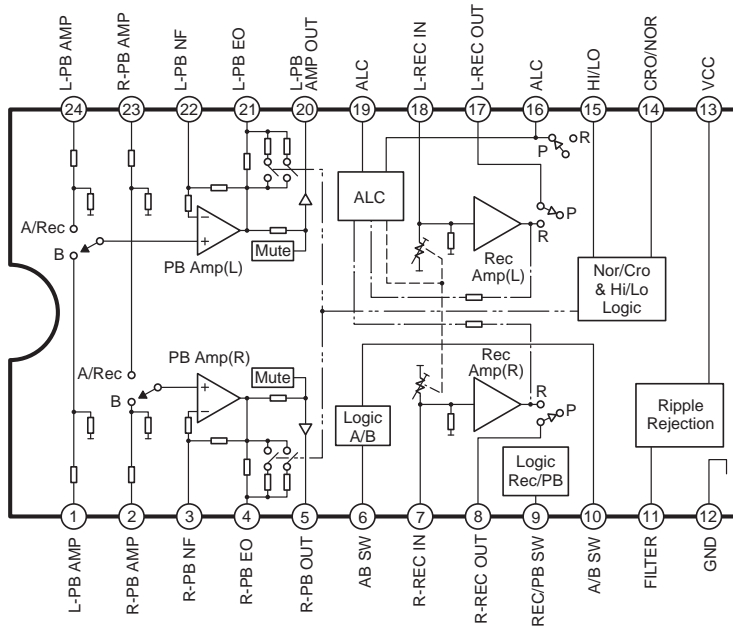 L-PB AMP
R-PB AMP
L-PB NF
L-PB EO
L-PB
AMP OUT
ALC
L-REC IN
L-REC OUT
ALC
HI/LO
CRO/NOR
VCC
24
23
22
21
20
19
18
17
16
15
14
13
R
P
ALC
A/Rec
B
−
+
PB Amp(L)
Mute
P
R
Rec
Amp(L)
Nor/Cro
& Hi/Lo
Logic
A/Rec
B
PB Amp(R)
+
−
Mute
Logic
A/B
Rec
Amp(R)
R
P
Logic
Rec/PB
Ripple
Rejection
1
2
3
4
5
6
7
8
9
10
11
12
L-PB AMP
R-PB AMP
R-PB NF
R-PB EO
R-PB OUT
AB SW
R-REC IN
R-REC OUT
REC/PB SW
A/B SW
FILTER
GND